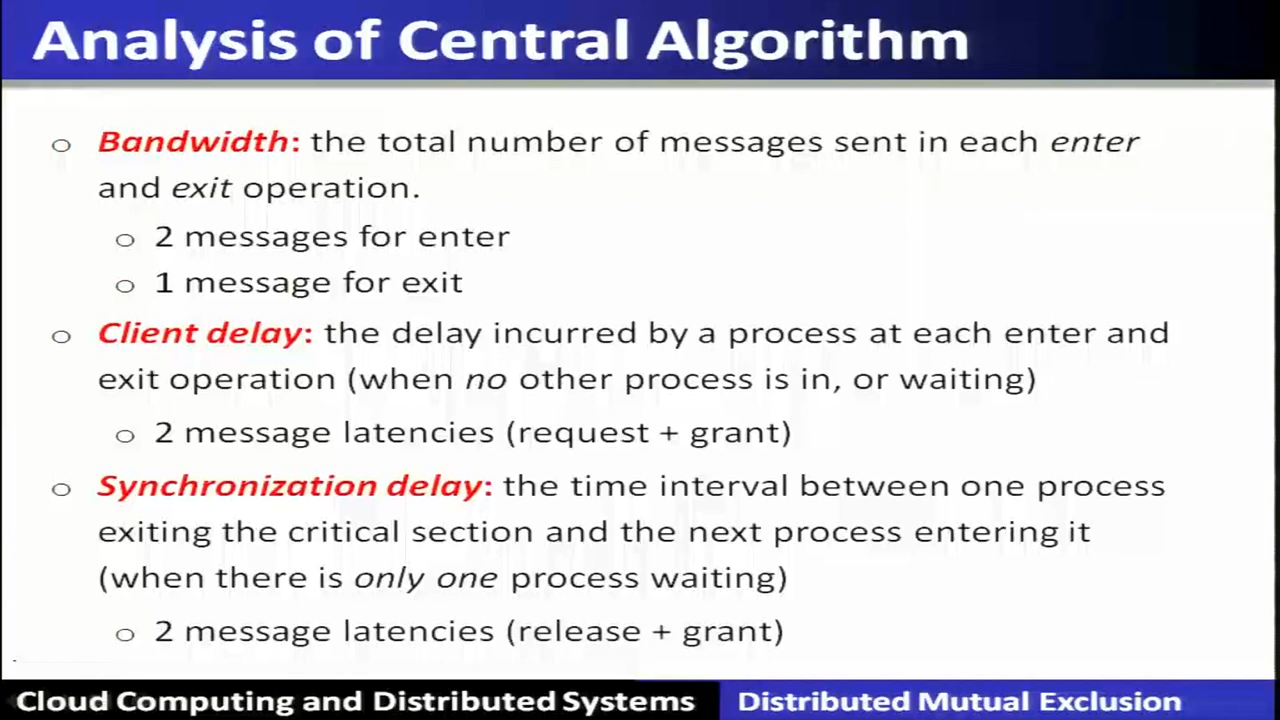 Analysis of Central Algorithm
○ Bandwidth: the total number of messages sent in each enter
and exit operation.
○ 2 messages for enter
○ 1 message for exit
○ Client delay: the delay incurred by a process at each enter and
exit operation (when no other process is in, or waiting)
○ 2 message latencies (request + grant)
○ Synchronization delay: the time interval between one process
exiting the critical section and the next process entering it
(when there is only one process waiting)
○ 2 message latencies (release + grant)
Cloud Computing and Distributed Systems
Distributed Mutual Exclusion